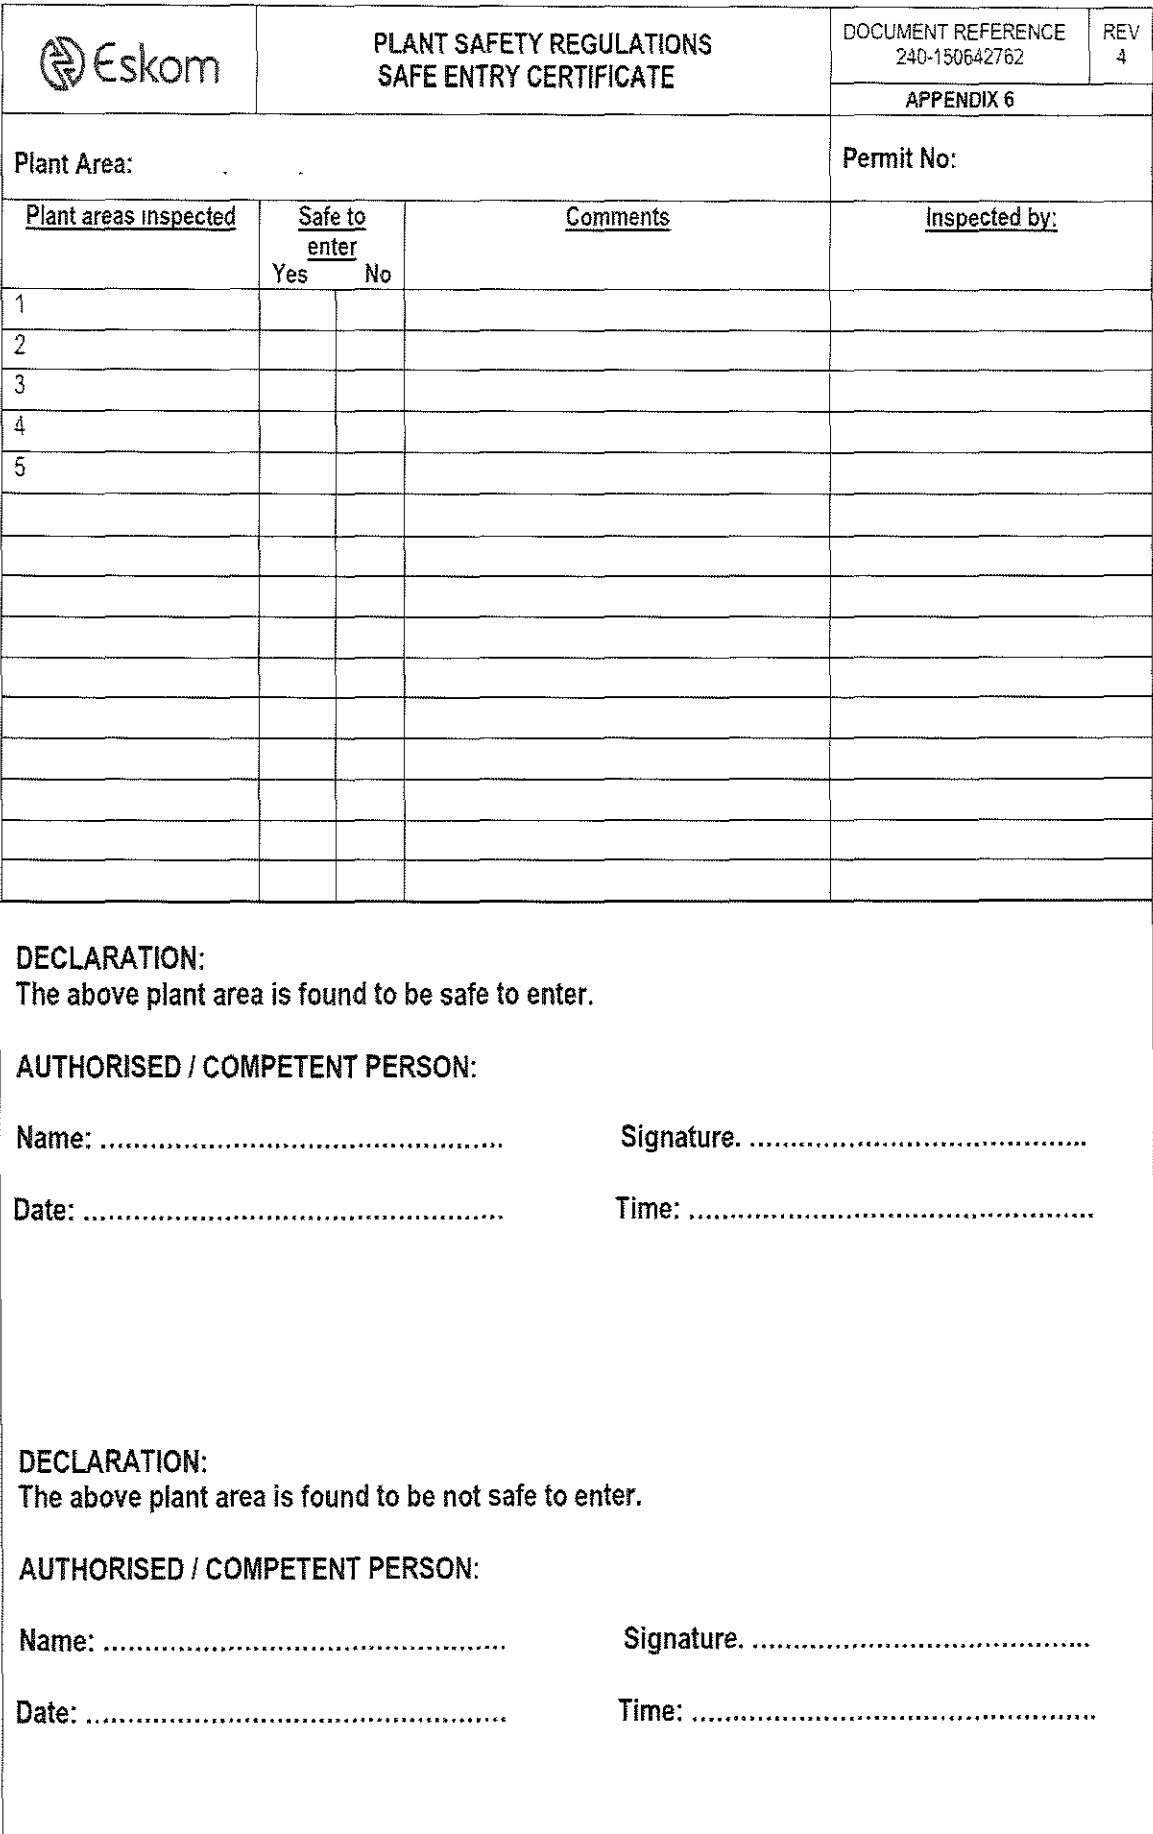 Eskom
PLANT SAFETY REGULATIONS
SAFE ENTRY CERTIFICATE
DOCUMENT REFERENCE
240-150642762
REV
4
APPENDIX 6
Plant Area:
Permit No:
Plant areas inspected
Safe to
enter
Yes No
Comments
Inspected by:
1
2
3
4
5
DECLARATION:
The above plant area is found to be safe to enter.
AUTHORISED / COMPETENT PERSON:
Name: ................................................ Signature. ........................................
Date: .................................................. Time: ................................................
DECLARATION:
The above plant area is found to be not safe to enter.
AUTHORISED / COMPETENT PERSON:
Name: ................................................ Signature. ........................................
Date: .................................................. Time: ................................................